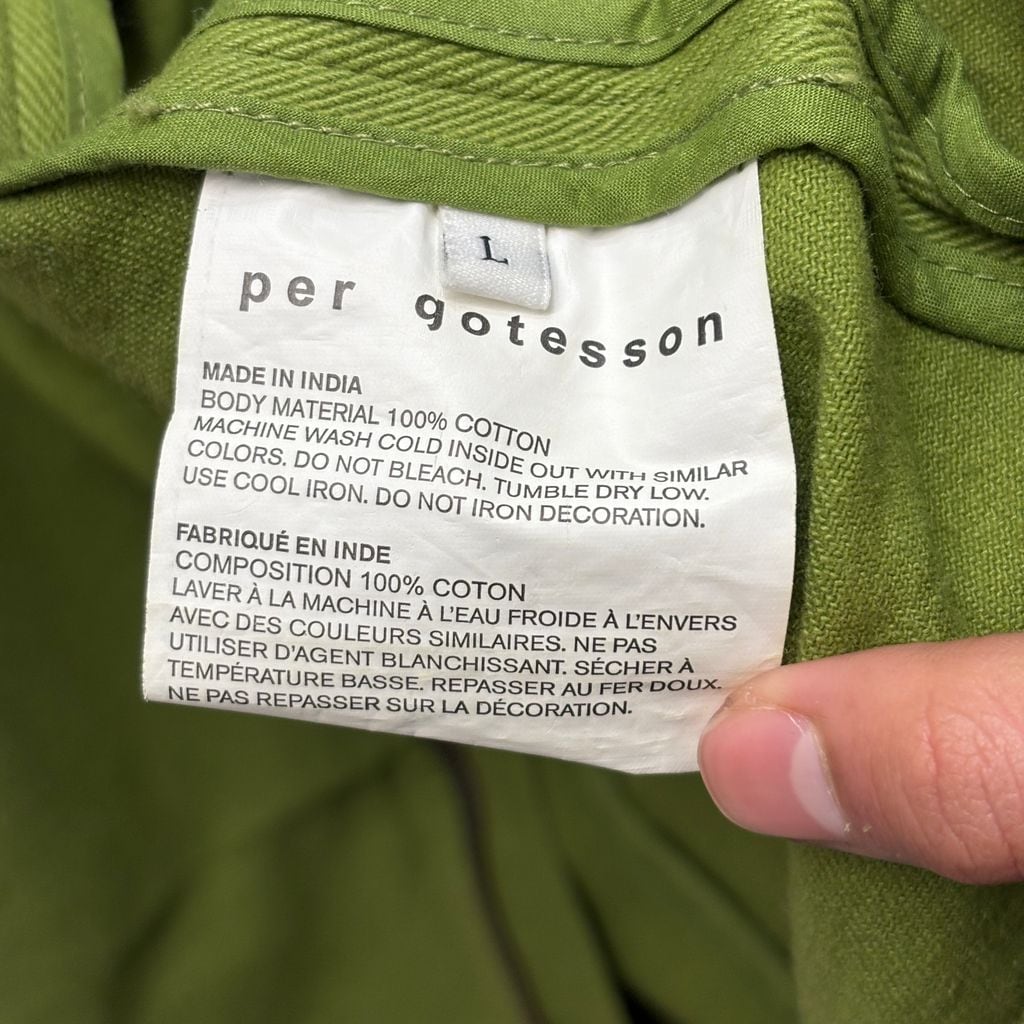 L
per gotesson
MADE IN INDIA
BODY MATERIAL 100% COTTON
MACHINE WASH COLD INSIDE OUT WITH SIMILAR
COLORS. DO NOT BLEACH. TUMBLE DRY LOW.
USE COOL IRON. DO NOT IRON DECORATION.
FABRIQUÉ EN INDE
COMPOSITION 100% COTON
LAVER À LA MACHINE À L'EAU FROIDE À L'ENVERS
AVEC DES COULEURS SIMILAIRES. NE PAS
UTILISER D'AGENT BLANCHISSANT. SÉCHER À
TEMPÉRATURE BASSE. REPASSER AU FER DOUX.
NE PAS REPASSER SUR LA DÉCORATION.